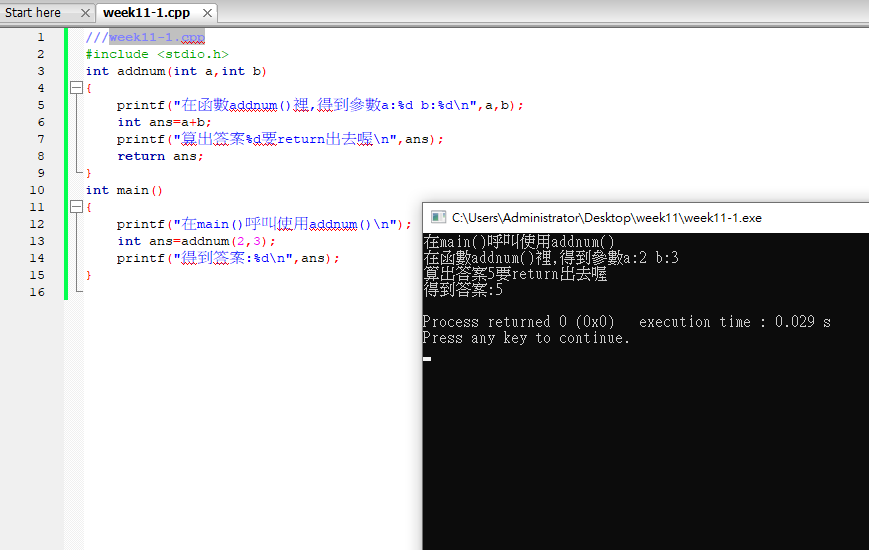 Start here × week11-1.cpp ×
1 ///week11-1.cpp
2 #include <stdio.h>
3 int addnum(int a,int b)
4 {
5 printf("在函數addnum()裡,得到參數a:%d b:%d\n",a,b);
6 int ans=a+b;
7 printf("算出答案%d要return出去喔\n",ans);
8 return ans;
9 }
10 int main()
11 {
12 printf("在main()呼叫使用addnum()\n");
13 int ans=addnum(2,3);
14 printf("得到答案:%d\n",ans);
15 }
16
C:\Users\Administrator\Desktop\week11\week11-1.exe
在main()呼叫使用addnum()
在函數addnum()裡,得到參數a:2 b:3
算出答案5要return出去喔
得到答案:5
Process returned 0 (0x0) execution time : 0.029 s
Press any key to continue.